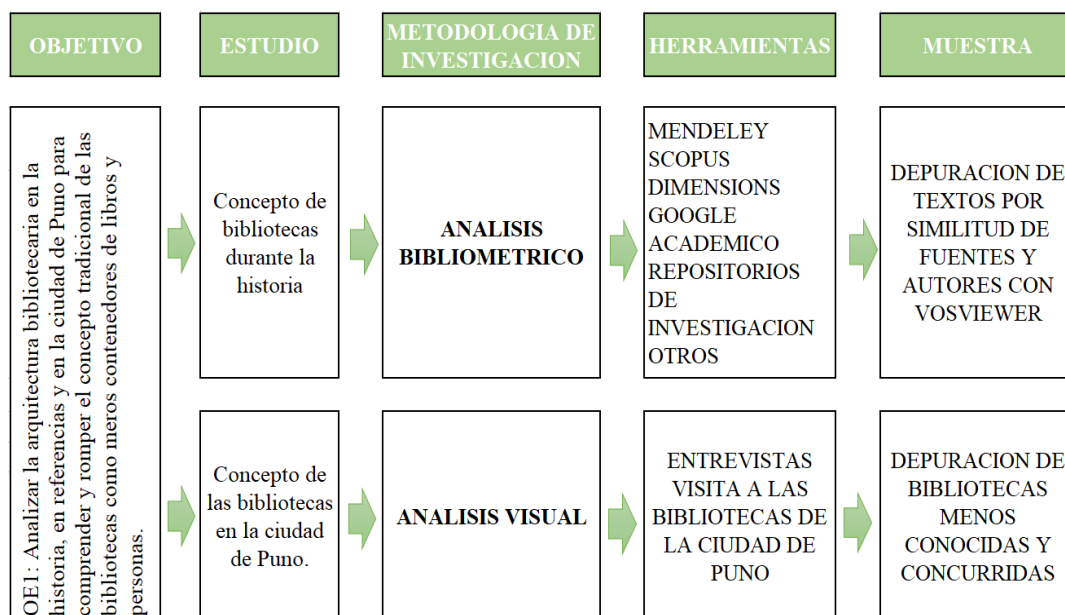 OBJETIVO
ESTUDIO
METODOLOGIA DE
INVESTIGACION
HERRAMIENTAS
MUESTRA
OE1: Analizar la arquitectura bibliotecaria en la
historia, en referencias y en la ciudad de Puno para
comprender y romper el concepto tradicional de las
bibliotecas como meros contenedores de libros y
personas.
Concepto de
bibliotecas
durante la
historia
ANALISIS
BIBLIOMETRICO
MENDELEY
SCOPUS
DIMENSIONS
GOOGLE
ACADEMICO
REPOSITORIOS
DE
INVESTIGACION
OTROS
DEPURACION DE
TEXTOS POR
SIMILITUD DE
FUENTES Y
AUTORES CON
VOSVIEWER
Concepto de
las bibliotecas
en la ciudad
de Puno.
ANALISIS VISUAL
ENTREVISTAS
VISITA A LAS
BIBLIOTECAS DE
LA CIUDAD DE
PUNO
DEPURACION DE
BIBLIOTECAS
MENOS
CONOCIDAS Y
CONCURRIDAS